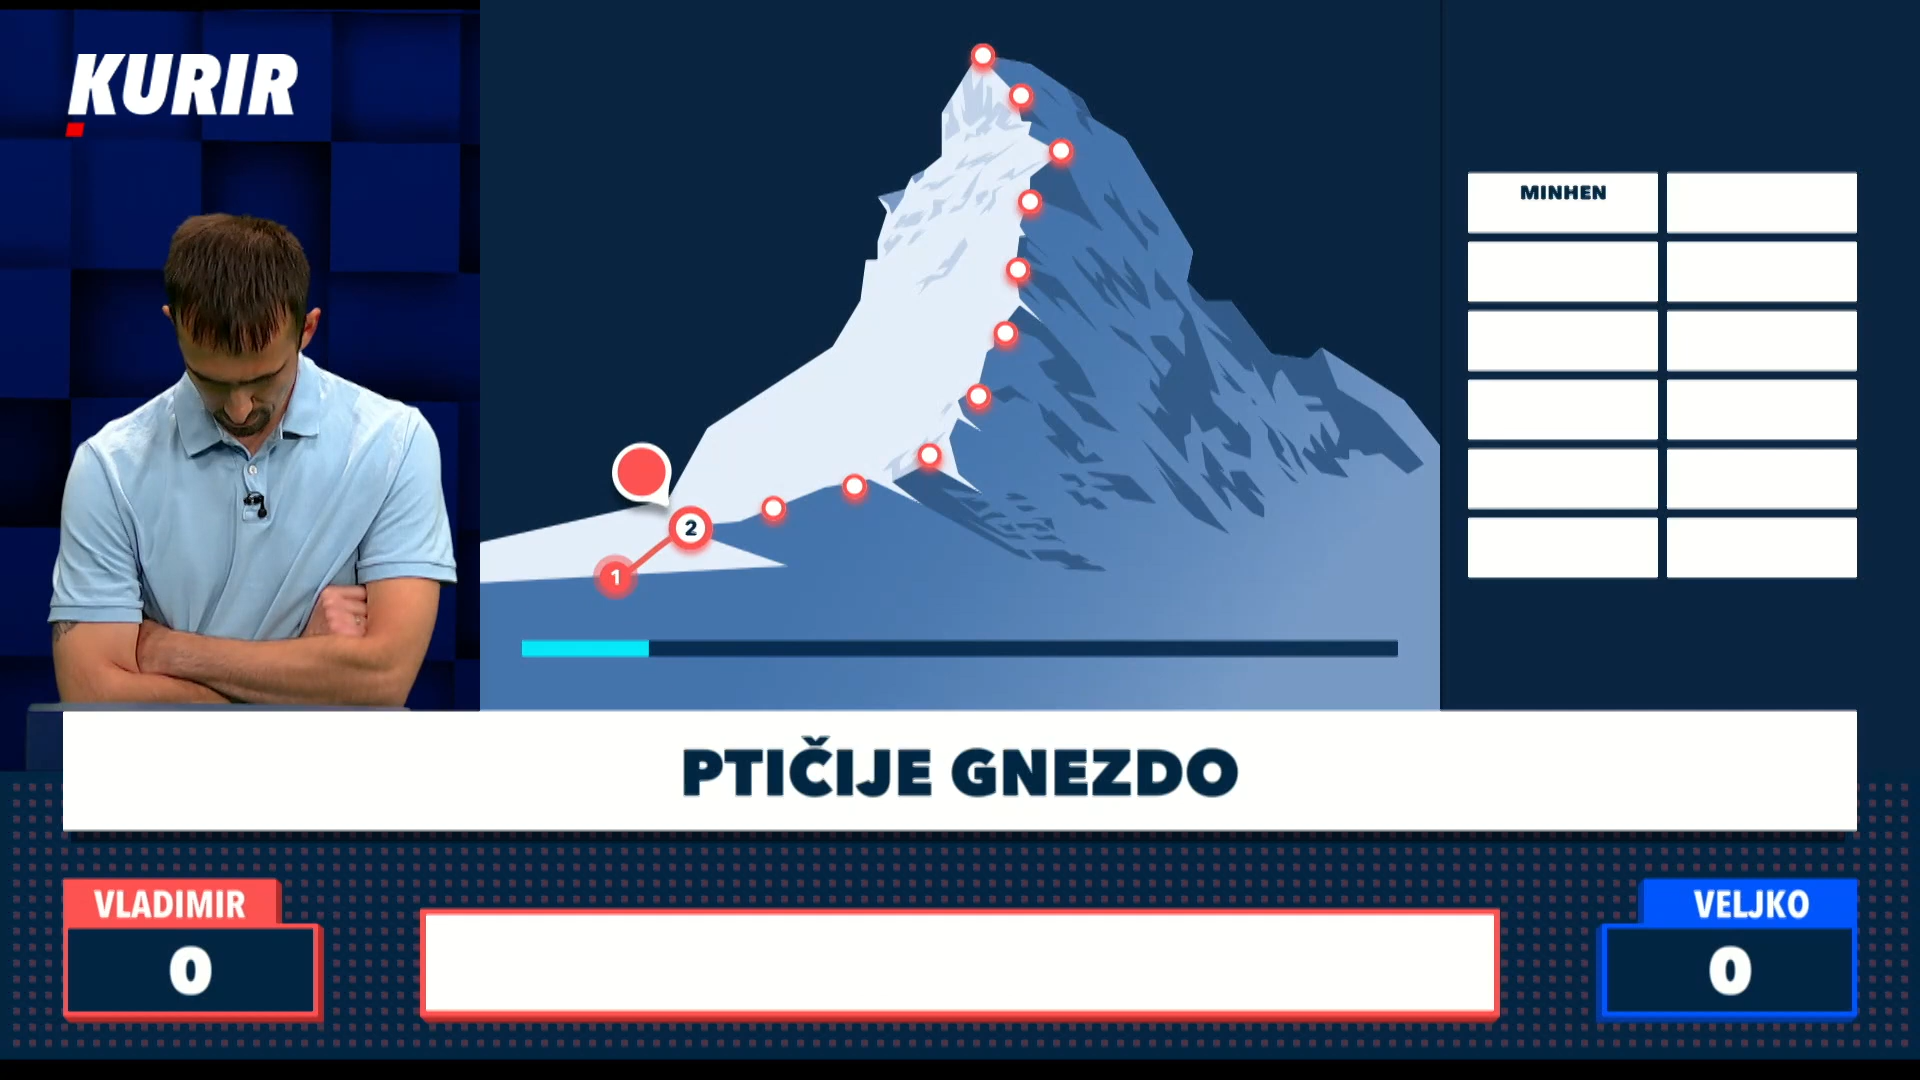 KURIR
MINHEN
2
1
PTIČIJE GNEZDO
VLADIMIR
0
VELJKO
0